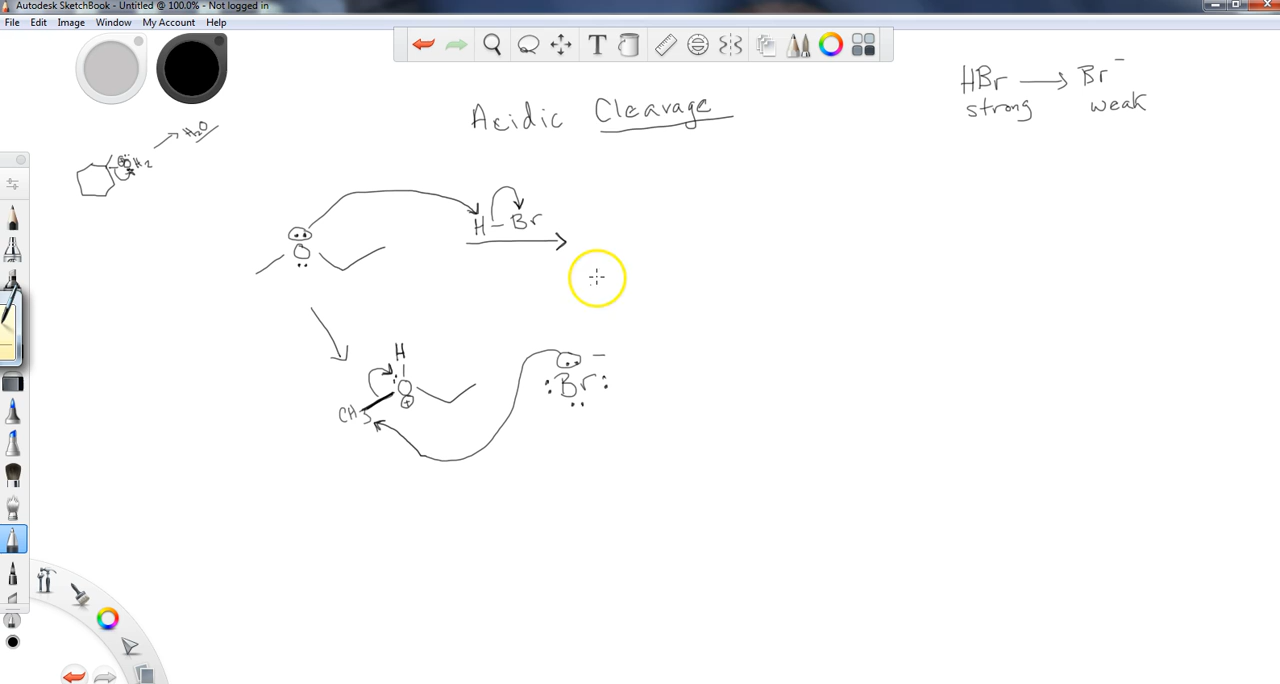 Autodesk SketchBook - Untitled @ 100.0% - Not logged in
File Edit Image Window My Account Help
T
HBr → Br⁻
strong weak
Acidic Cleavage
H₂O
⊕ ÖH2
H – Br
O
H
CH3 O ⊕
Br –